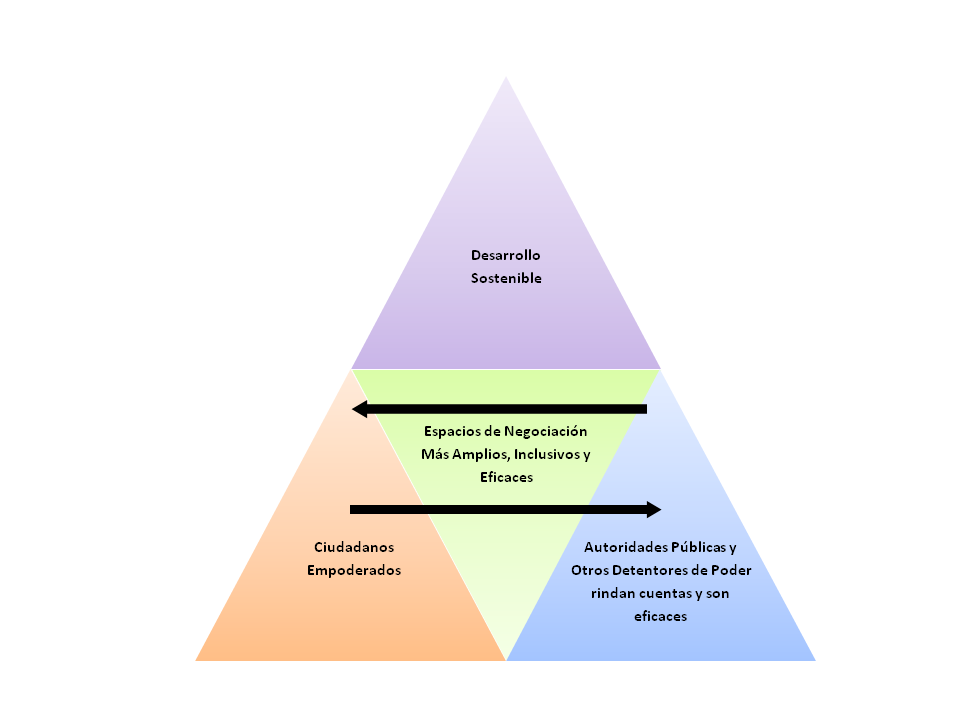 Desarrollo
Sostenible
Espacios de Negociación
Más Amplios, Inclusivos y
Eficaces
Ciudadanos
Empoderados
Autoridades Públicas y
Otros Detentores de Poder
rindan cuentas y son
eficaces